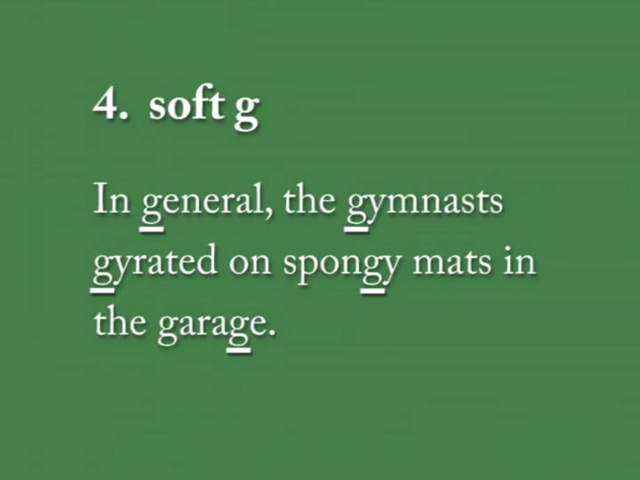 4. soft g
In general, the gymnasts
gyrated on spongy mats in
the garage.